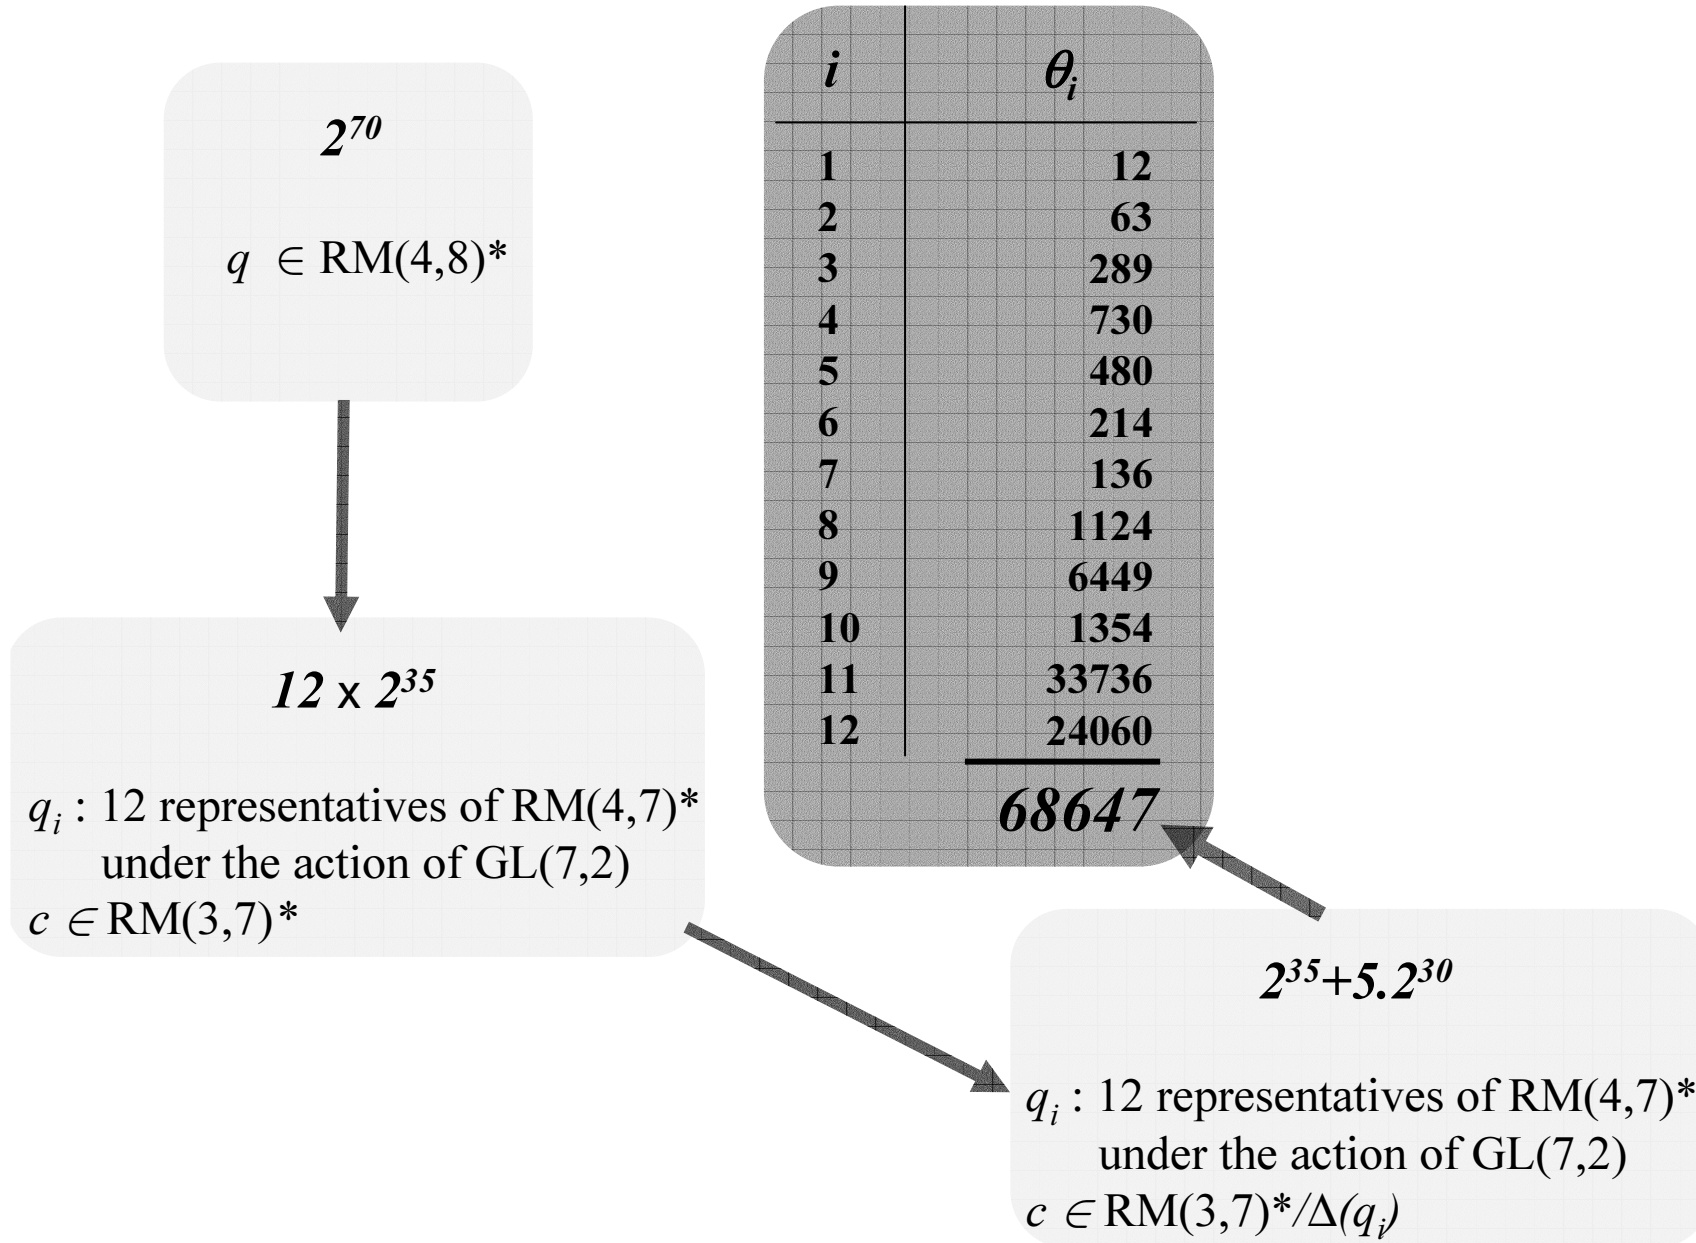 2^70
q ∈ RM(4,8)*
i θ_i
1 12
2 63
3 289
4 730
5 480
6 214
7 136
8 1124
9 6449
10 1354
11 33736
12 24060
68647
12 x 2^35
q_i : 12 representatives of RM(4,7)*
under the action of GL(7,2)
c ∈ RM(3,7)*
2^35+5.2^30
q_i : 12 representatives of RM(4,7)*
under the action of GL(7,2)
c ∈ RM(3,7)*/Δ(q_i)